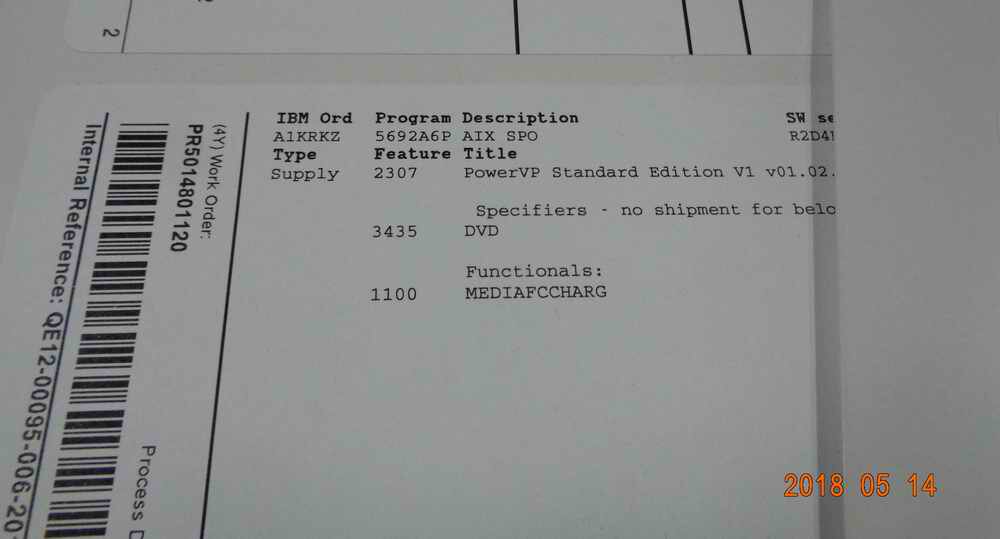 2
IBM Ord Program Description SW se
A1KRKZ 5692A6P AIX SPO R2D4
Type Feature Title
Supply 2307 PowerVP Standard Edition V1 v01.02.
Specifiers - no shipment for belo
3435 DVD
Functionals:
1100 MEDIAFCCHARG
(4Y) Work Order:
PR5014801120
Process D
Internal Reference: QE12-00095-006-20
2018 05 14